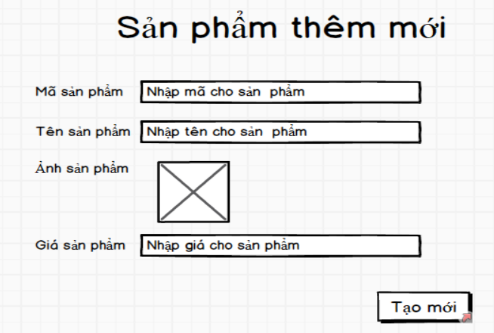 Sản phẩm thêm mới
Mã sản phẩm Nhập mã cho sản phẩm
Tên sản phẩm Nhập tên cho sản phẩm
Ảnh sản phẩm
Giá sản phẩm Nhập giá cho sản phẩm
Tạo mới